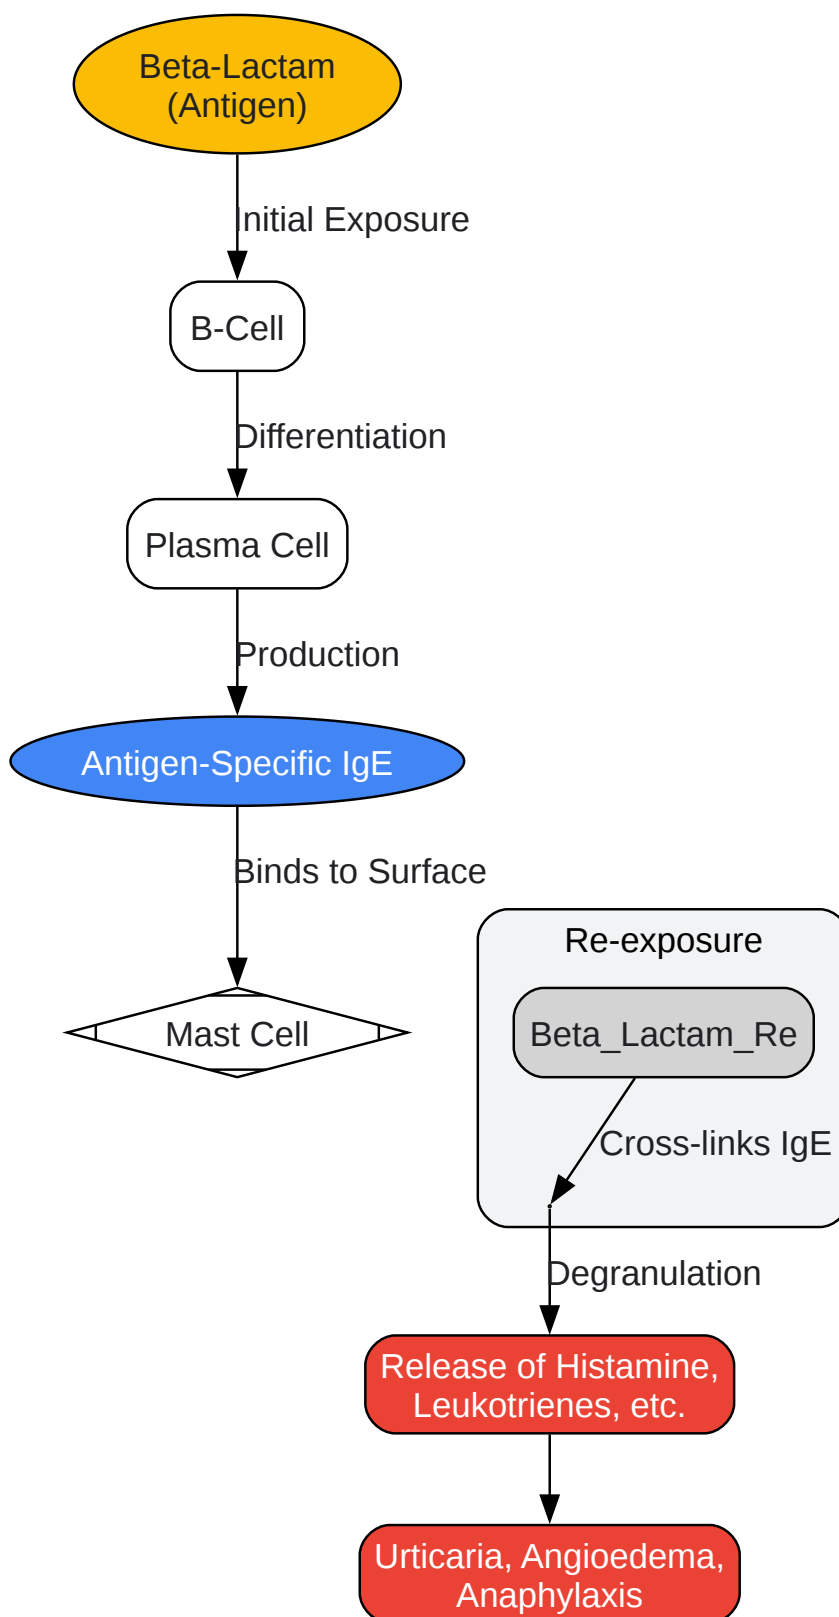 Beta-Lactam
(Antigen)
Initial Exposure
B-Cell
Differentiation
Plasma Cell
Production
Antigen-Specific IgE
Binds to Surface
Mast Cell
Re-exposure
Beta_Lactam_Re
Cross-links IgE
Degranulation
Release of Histamine,
Leukotrienes, etc.
Urticaria, Angioedema,
Anaphylaxis